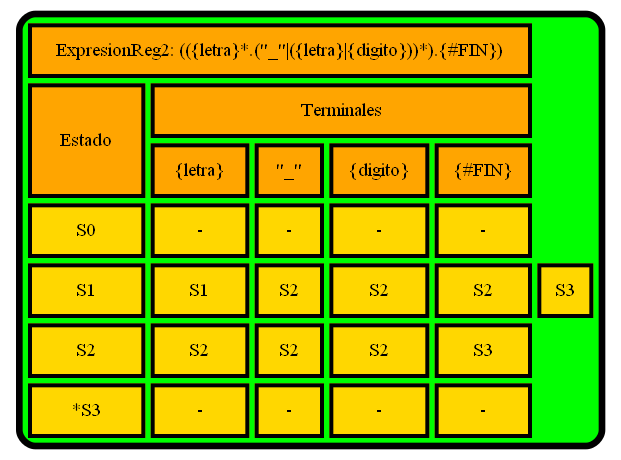 ExpresionReg2: (({letra}*.("_"|({letra}|{digito}))*).{#FIN})
Estado Terminales
{letra} "_" {digito} {#FIN}
S0 - - - -
S1 S1 S2 S2 S2 S3
S2 S2 S2 S2 S3
*S3 - - - -